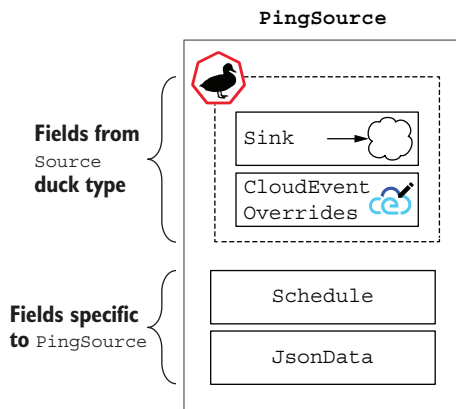 PingSource
Fields from
Source
duck type
Sink
CloudEvent
Overrides
e
Fields specific
to PingSource
Schedule
JsonData